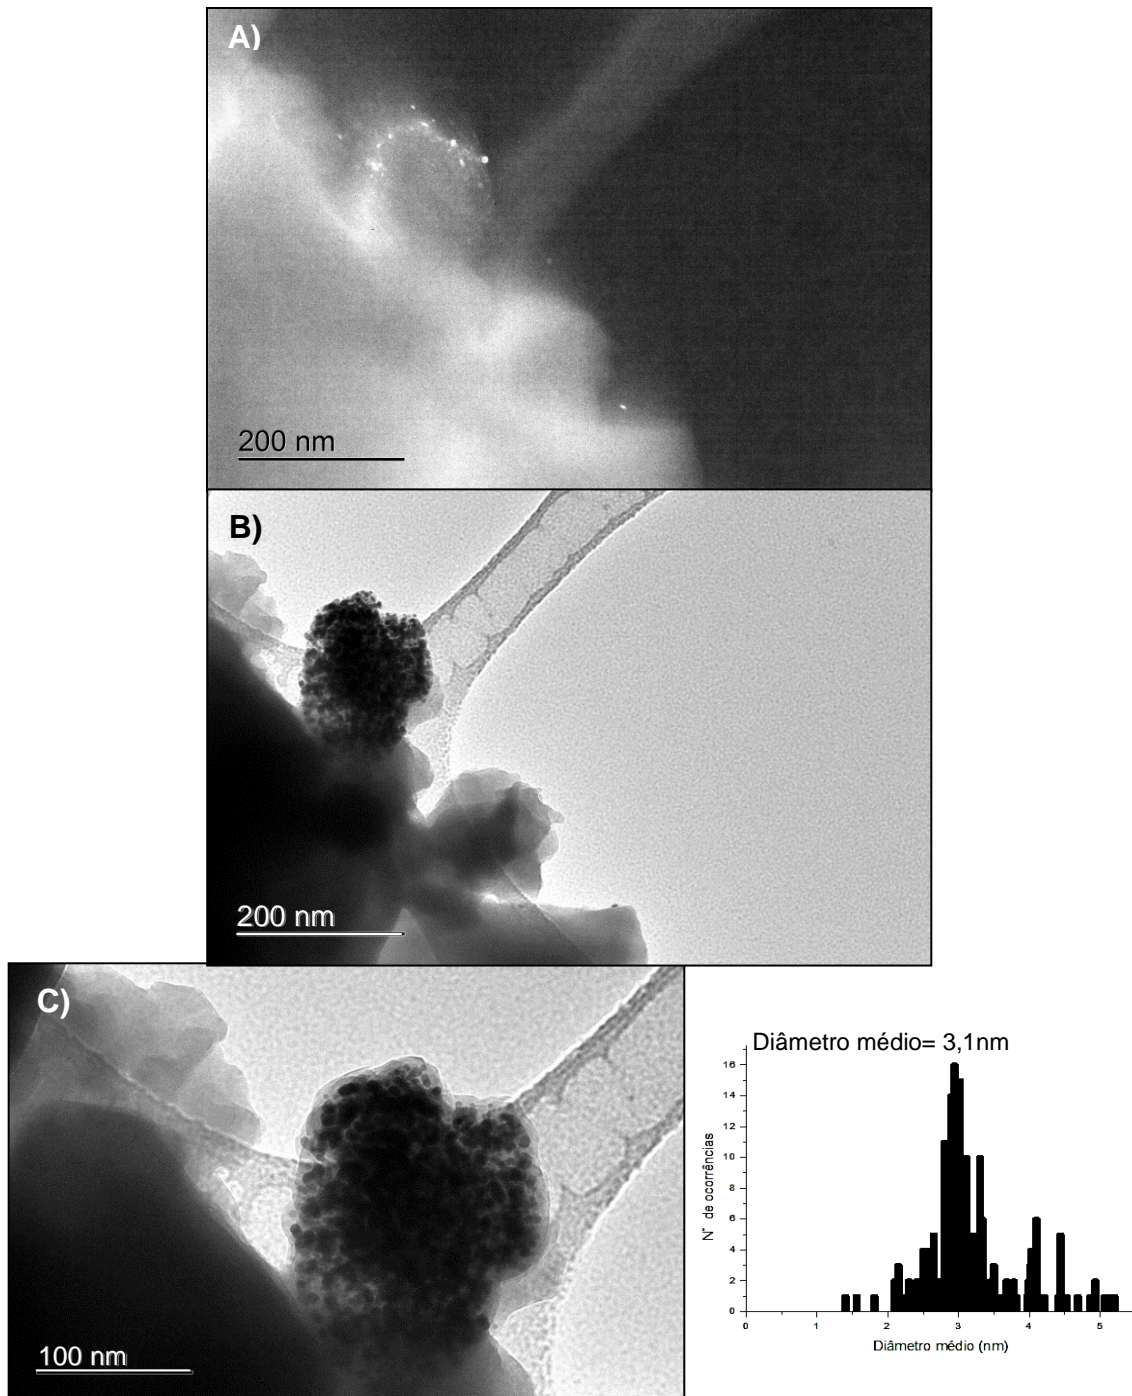 A)
200 nm
B)
200 nm
C)
100 nm
Diâmetro médio= 3,1nm
16
14
12
10
8
6
4
2
0
N° de ocorrências
0 1 2 3 4 5
Diâmetro médio (nm)